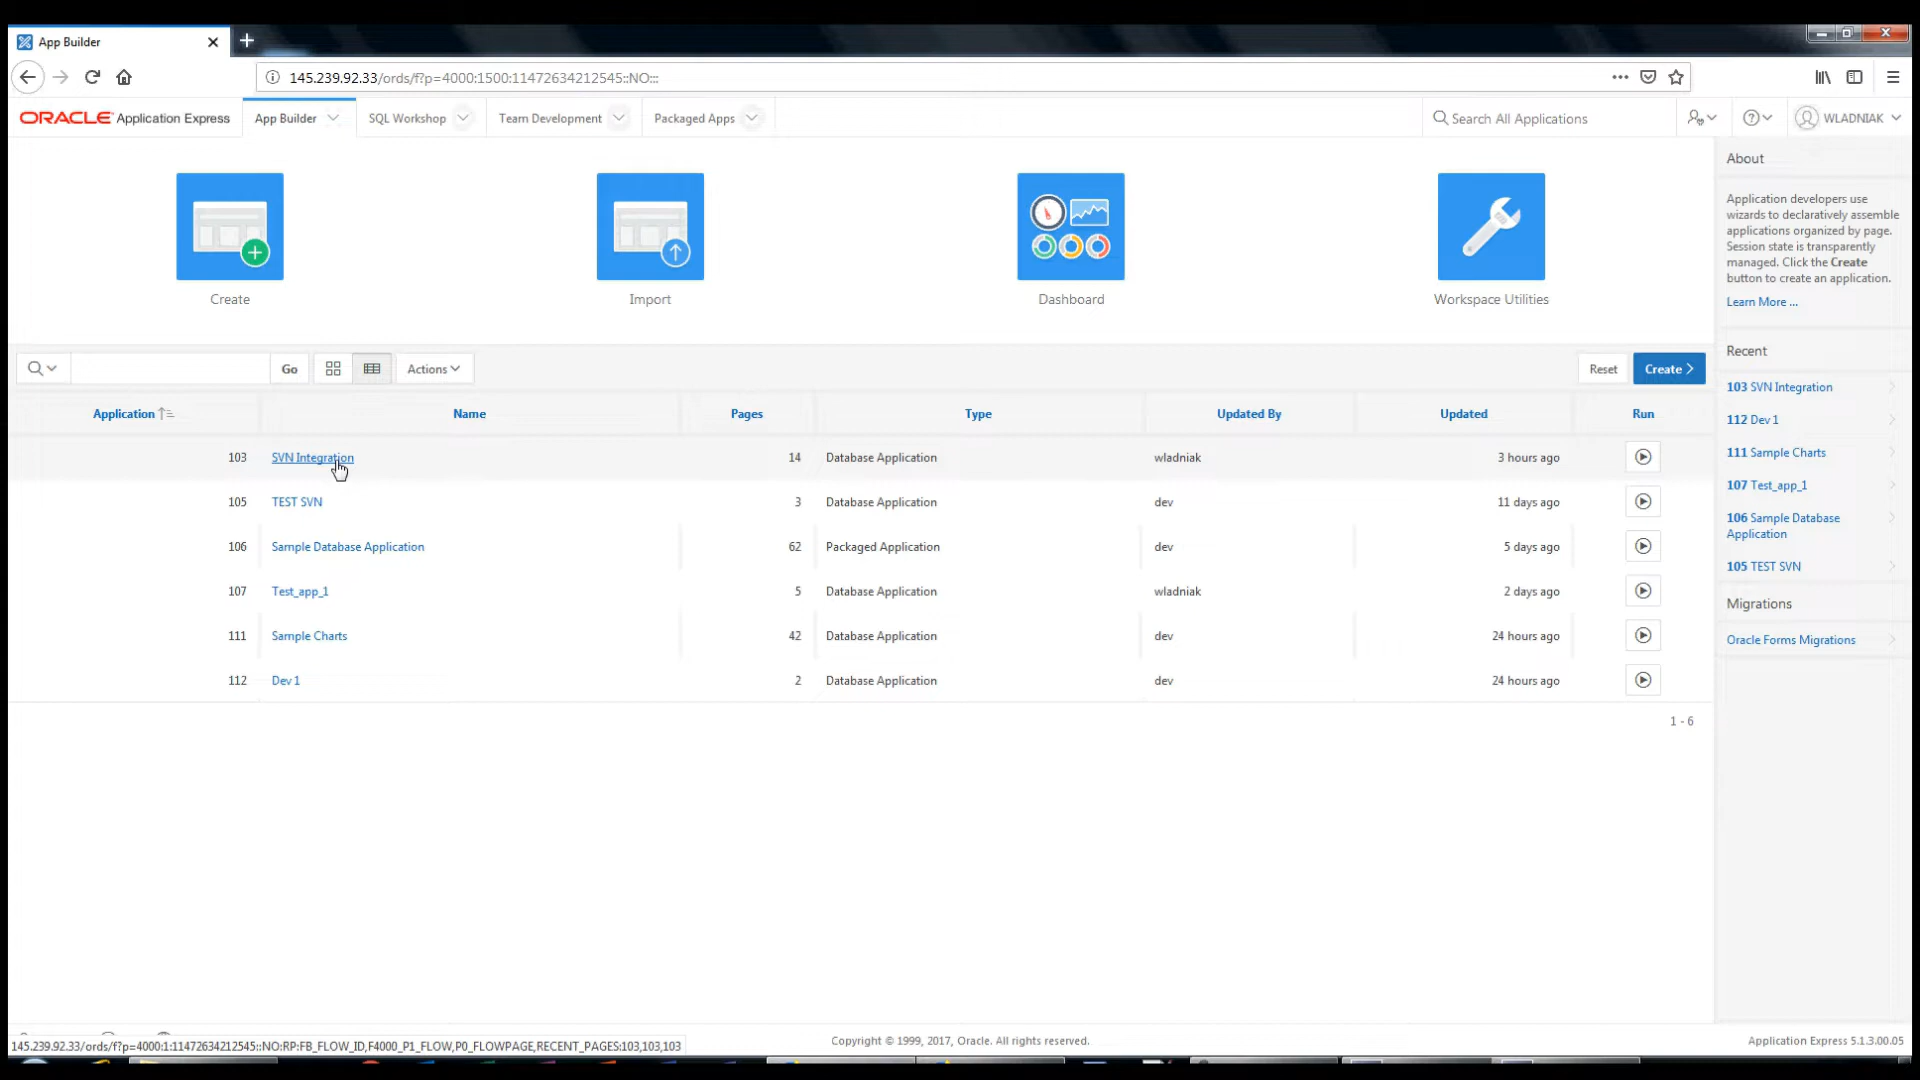 App Builder
145.239.92.33/ords/f?p=4000:1500:11472634212545::NO:::
ORACLE Application Express
App Builder
SQL Workshop
Team Development
Packaged Apps
Search All Applications
WLADNIAK
Create
Import
Dashboard
Workspace Utilities
Go
Actions
Reset
Create
Application
Name
Pages
Type
Updated By
Updated
Run
103 SVN Integration 14 Database Application wladniak 3 hours ago
105 TEST SVN 3 Database Application dev 11 days ago
106 Sample Database Application 62 Packaged Application dev 5 days ago
107 Test_app_1 5 Database Application wladniak 2 days ago
111 Sample Charts 42 Database Application dev 24 hours ago
112 Dev 1 2 Database Application dev 24 hours ago
1 - 6
About
Application developers use
wizards to declaratively assemble
applications organized by page.
Session state is transparently
managed. Click the Create
button to create an application.
Learn More ...
Recent
103 SVN Integration
112 Dev 1
111 Sample Charts
107 Test_app_1
106 Sample Database
Application
105 TEST SVN
Migrations
Oracle Forms Migrations
145.239.92.33/ords/f?p=4000:1:11472634212545::NO:RP:FB_FLOW_ID,F4000_P1_FLOW,P0_FLOWPAGE,RECENT_PAGES:103,103,103
Copyright © 1999, 2017, Oracle. All rights reserved.
Application Express 5.1.3.00.05